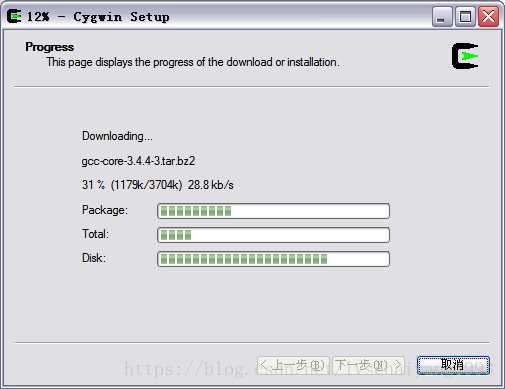 12% - Cygwin Setup
Progress
This page displays the progress of the download or installation.
Downloading...
gcc-core-3.4.4-3.tar.bz2
31 % (1179k/3704k) 28.8 kb/s
Package:
Total:
Disk:
< 上一步(B) 下一步(N) > 取消
https://blog.csdn.net/